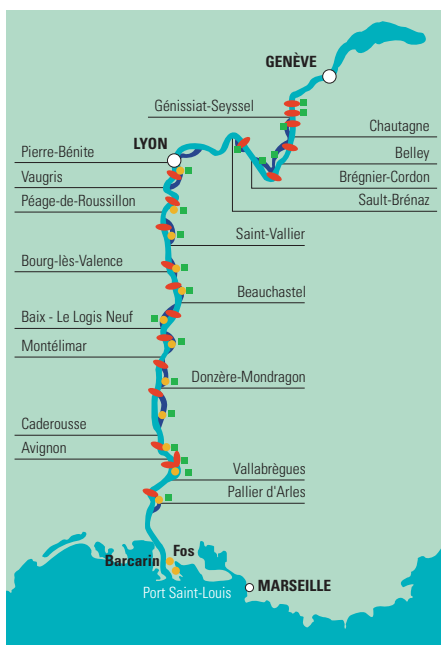 GENÈVE
Génissiat-Seyssel
Chautagne
LYON
Pierre-Bénite
Belley
Vaugris
Brégnier-Cordon
Péage-de-Roussillon
Sault-Brénaz
Saint-Vallier
Bourg-lès-Valence
Beauchastel
Baix - Le Logis Neuf
Montélimar
Donzère-Mondragon
Caderousse
Avignon
Vallabrègues
Pallier d'Arles
Fos
Barcarin
MARSEILLE
Port Saint-Louis